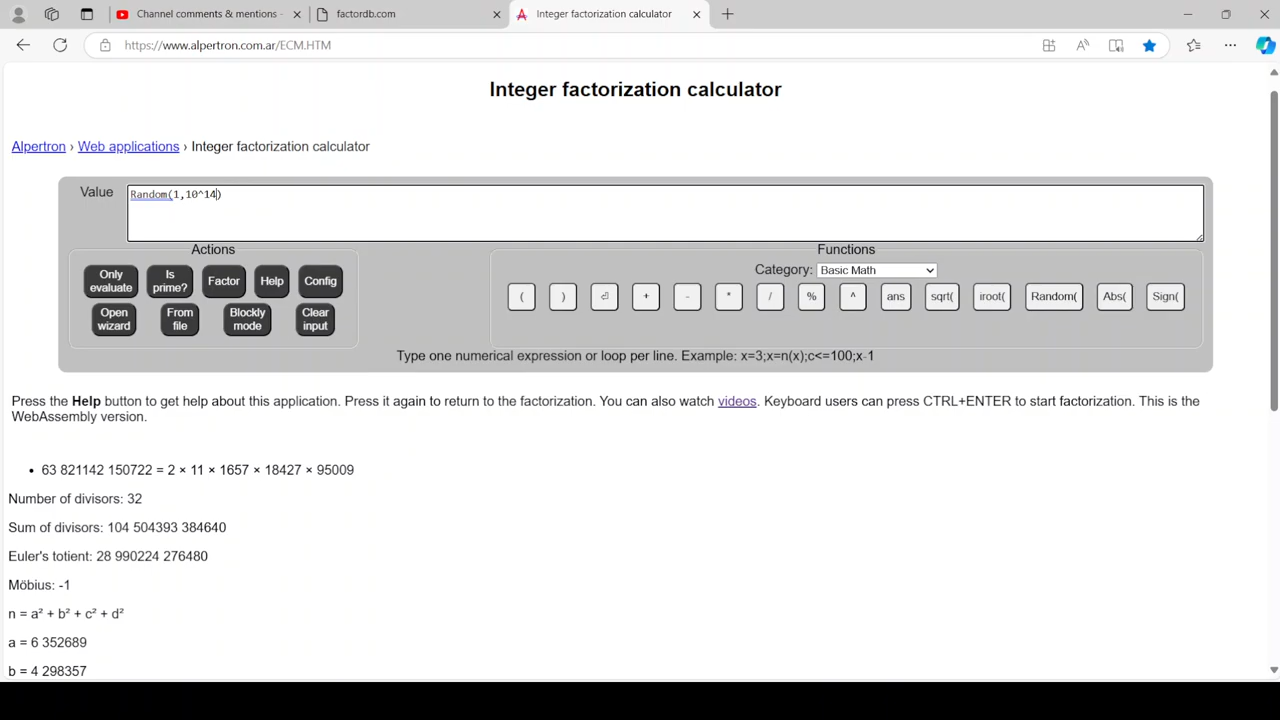 Channel comments & mentions -
factordb.com
Integer factorization calculator
https://www.alpertron.com.ar/ECM.HTM
Integer factorization calculator
Alpertron › Web applications › Integer factorization calculator
Value
Random(1,10^14)
Actions
Functions
Category: Basic Math
Only evaluate
Is prime?
Factor
Help
Config
( ) ⏎ + - * / % ^ ans sqrt( iroot( Random( Abs( Sign(
Open wizard
From file
Blockly mode
Clear input
Type one numerical expression or loop per line. Example: x=3;x=n(x);c<=100;x-1
Press the Help button to get help about this application. Press it again to return to the factorization. You can also watch videos. Keyboard users can press CTRL+ENTER to start factorization. This is the
WebAssembly version.
• 63 821142 150722 = 2 × 11 × 1657 × 18427 × 95009
Number of divisors: 32
Sum of divisors: 104 504393 384640
Euler's totient: 28 990224 276480
Möbius: -1
n = a² + b² + c² + d²
a = 6 352689
b = 4 298357